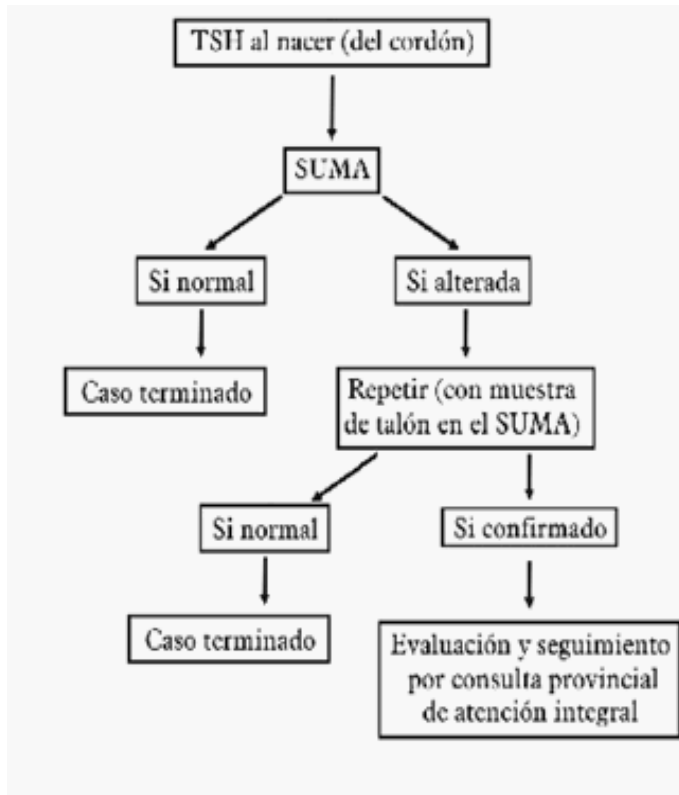 TSH al nacer (del cordón)
SUMA
Si normal
Si alterada
Caso terminado
Repetir (con muestra
de talón en el SUMA)
Si normal
Si confirmado
Caso terminado
Evaluación y seguimiento
por consulta provincial
de atención integral